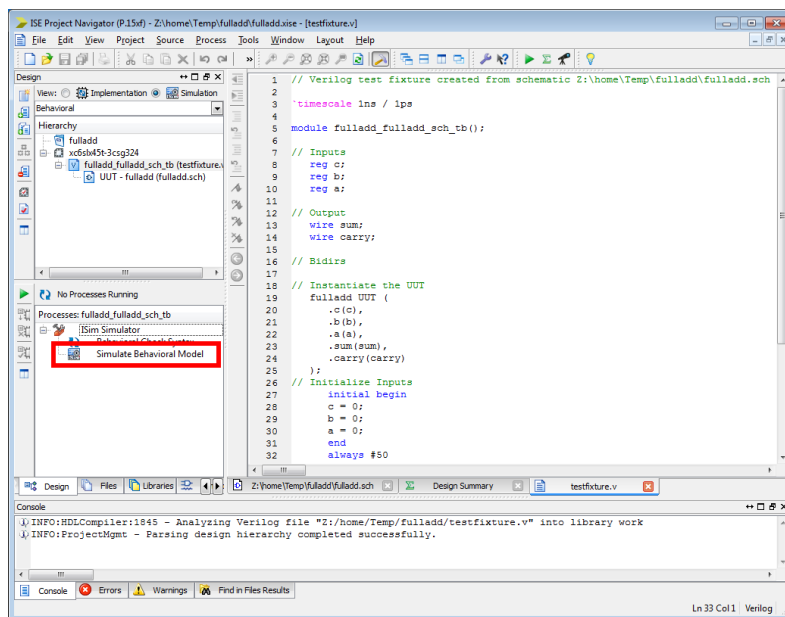 ISE Project Navigator (P.15xf) - Z:\home\Temp\fulladd\fulladd.xise - [testfixture.v]
File Edit View Project Source Process Tools Window Layout Help
Design
View: Implementation Simulation
Behavioral
Hierarchy
fulladd
xc6slx45t-3csg324
fulladd_fulladd_sch_tb (testfixture.v
UUT - fulladd (fulladd.sch)
No Processes Running
Processes: fulladd_fulladd_sch_tb
ISim Simulator
Behavioral Check Syntax
Simulate Behavioral Model
1 // Verilog test fixture created from schematic Z:\home\Temp\fulladd\fulladd.sch
2
3 `timescale 1ns / 1ps
4
5 module fulladd_fulladd_sch_tb();
6
7 // Inputs
8 reg c;
9 reg b;
10 reg a;
11
12 // Output
13 wire sum;
14 wire carry;
15
16 // Bidirs
17
18 // Instantiate the UUT
19 fulladd UUT (
20 .c(c),
21 .b(b),
22 .a(a),
23 .sum(sum),
24 .carry(carry)
25 );
26 // Initialize Inputs
27 initial begin
28 c = 0;
29 b = 0;
30 a = 0;
31 end
32 always #50
Design Files Libraries
Z:\home\Temp\fulladd\fulladd.sch Design Summary testfixture.v
Console
INFO:HDLCompiler:1845 - Analyzing Verilog file "Z:/home/Temp/fulladd/testfixture.v" into library work
INFO:ProjectMgmt - Parsing design hierarchy completed successfully.
Console Errors Warnings Find in Files Results
Ln 33 Col 1 Verilog